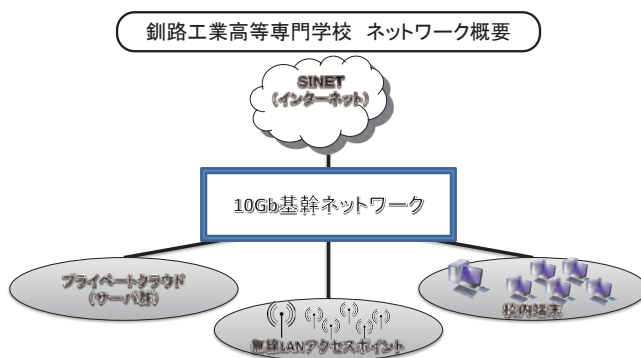 釧路工業高等専門学校 ネットワーク概要
SINET
(インターネット)
10Gb基幹ネットワーク
プライベートクラウド
(サーバ群)
無線LANアクセスポイント
校内端末